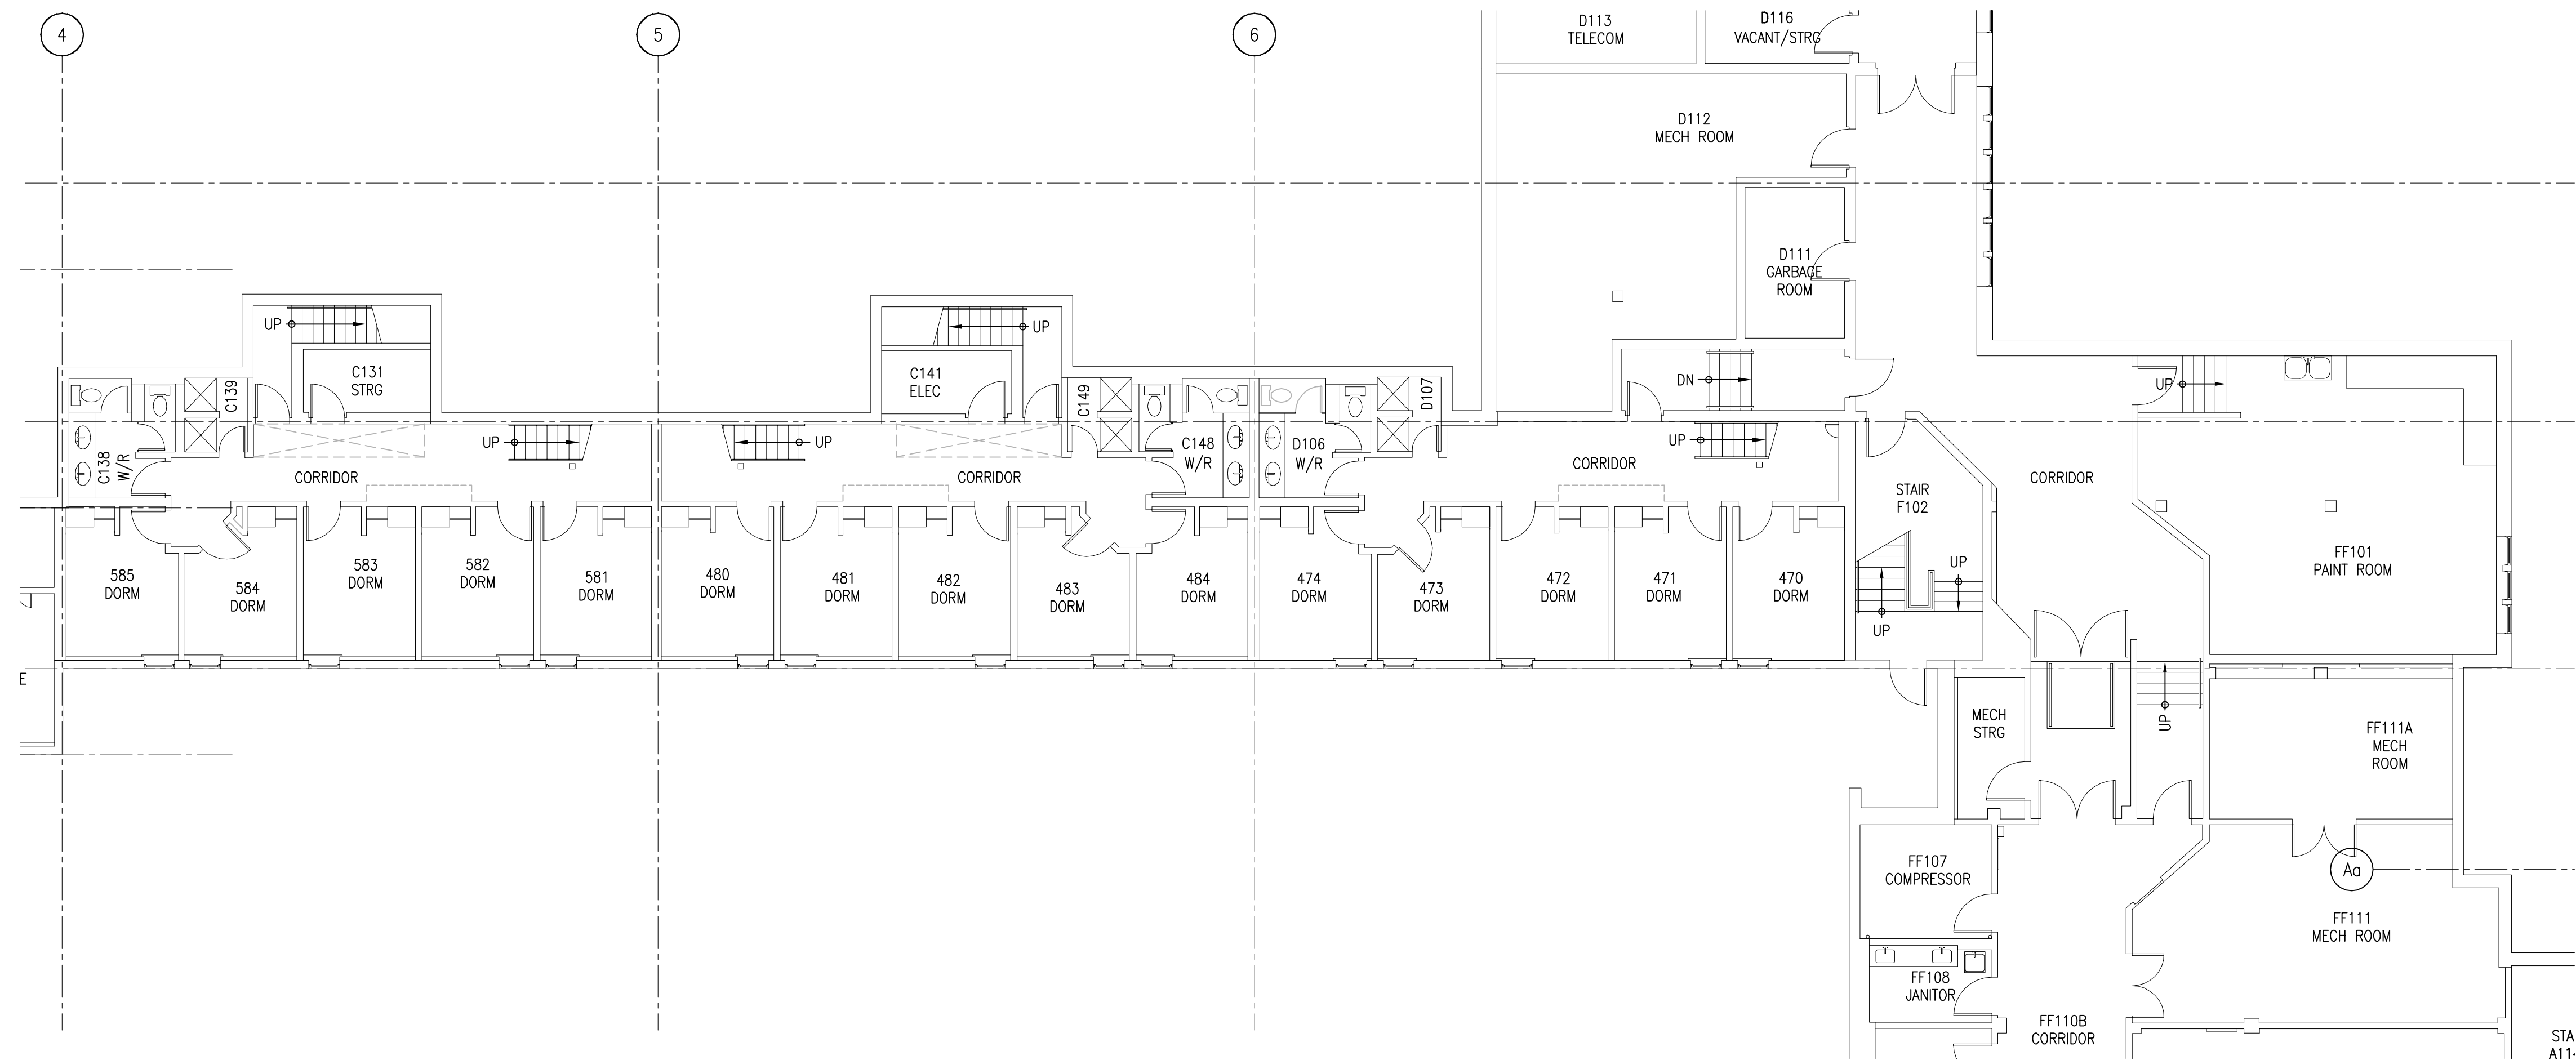 4
5
6
D113
TELECOM
D116
VACANT/STRG
D112
MECH ROOM
D111
GARBAGE
ROOM
UP
C131
STRG
C139
UP
C141
ELEC
C149
D107
DN
UP
UP
UP
UP
C138
W/R
CORRIDOR
CORRIDOR
C148
W/R
D106
W/R
CORRIDOR
STAIR
F102
CORRIDOR
585
DORM
584
DORM
583
DORM
582
DORM
581
DORM
480
DORM
481
DORM
482
DORM
483
DORM
484
DORM
474
DORM
473
DORM
472
DORM
471
DORM
470
DORM
UP
UP
FF101
PAINT ROOM
E
MECH
STRG
UP
FF111A
MECH
ROOM
FF107
COMPRESSOR
Aa
FF111
MECH ROOM
FF108
JANITOR
FF110B
CORRIDOR
STA